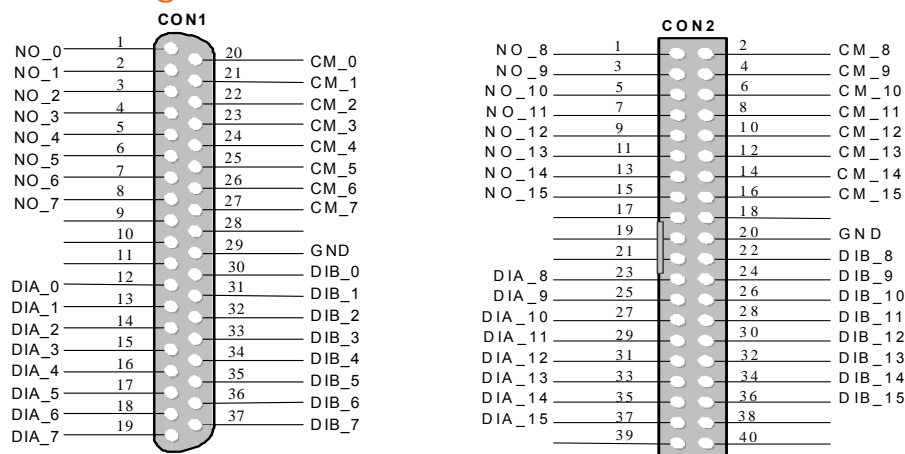 CON1
NO_0 1
20 CM_0
NO_1 2
21 CM_1
NO_2 3
22 CM_2
NO_3 4
23 CM_3
NO_4 5
24 CM_4
NO_5 6
25 CM_5
NO_6 7
26 CM_6
NO_7 8
27 CM_7
9
28
10
29 GND
11
30 DIB_0
DIA_0 12
31 DIB_1
DIA_1 13
32 DIB_2
DIA_2 14
33 DIB_3
DIA_3 15
34 DIB_4
DIA_4 16
35 DIB_5
DIA_5 17
36 DIB_6
DIA_6 18
37 DIB_7
DIA_7 19
CON2
NO_8 1 2 CM_8
NO_9 3 4 CM_9
NO_10 5 6 CM_10
NO_11 7 8 CM_11
NO_12 9 10 CM_12
NO_13 11 12 CM_13
NO_14 13 14 CM_14
NO_15 15 16 CM_15
17 18
19 20 GND
21 22 DIB_8
DIA_8 23 24 DIB_9
DIA_9 25 26 DIB_10
DIA_10 27 28 DIB_11
DIA_11 29 30 DIB_12
DIA_12 31 32 DIB_13
DIA_13 33 34 DIB_14
DIA_14 35 36 DIB_15
DIA_15 37 38
39 40